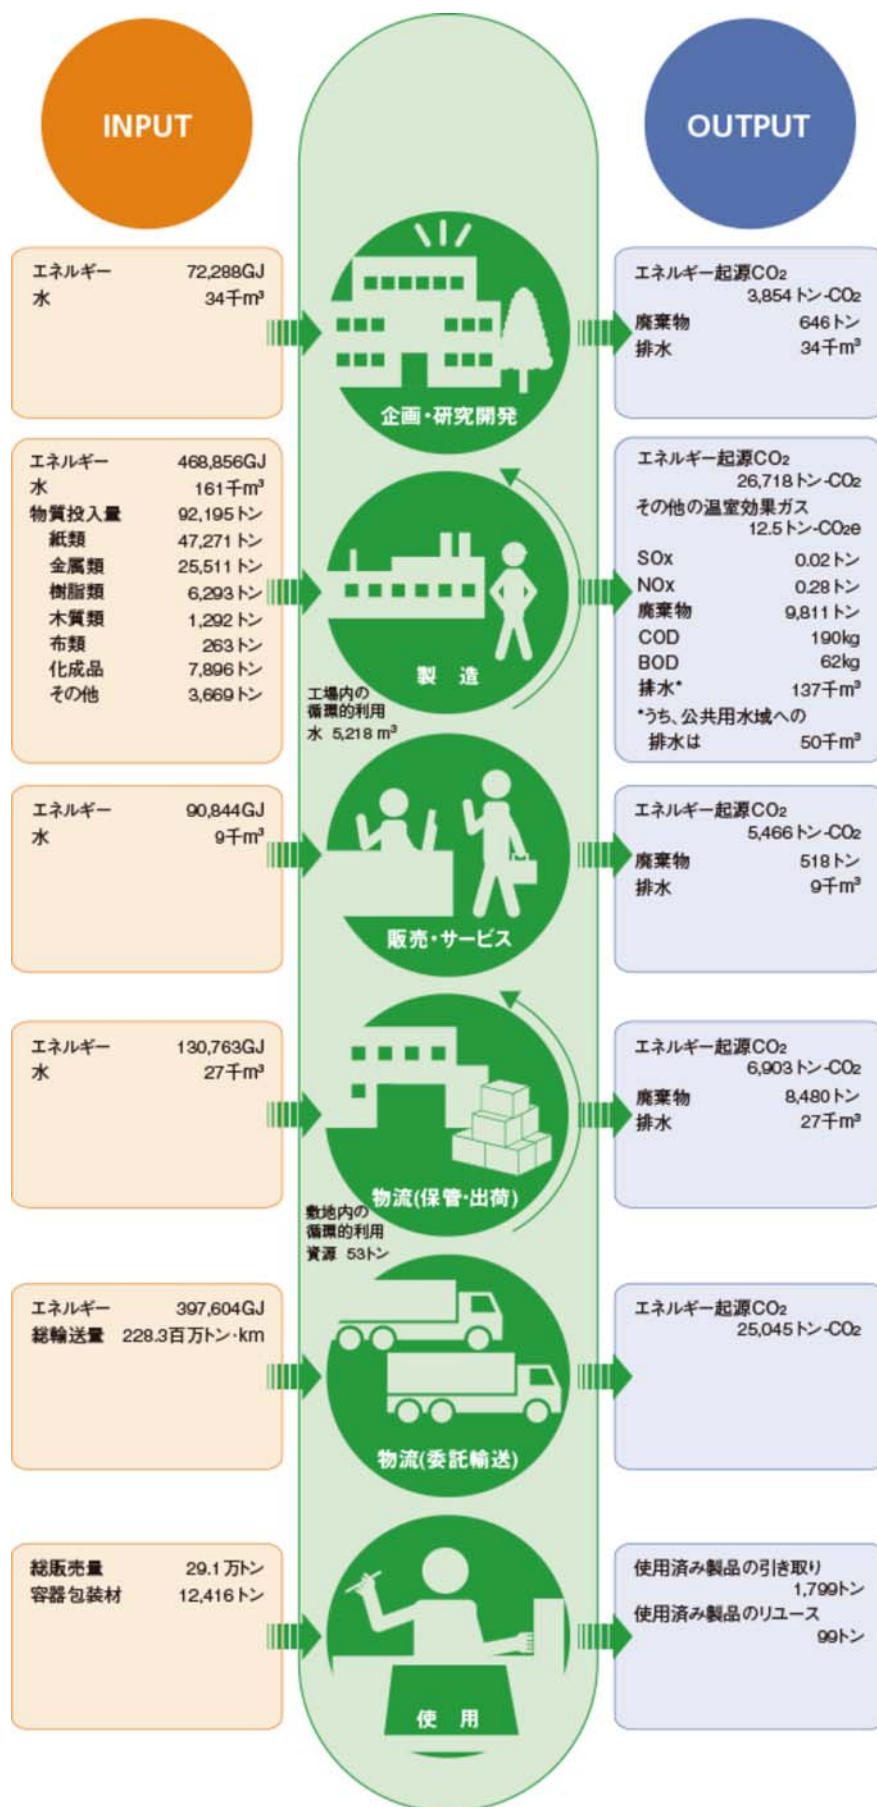 INPUT
OUTPUT
エネルギー 72,288GJ
水 34千m³
企画・研究開発
エネルギー起源CO₂
3,854トン-CO₂
廃棄物 646トン
排水 34千m³
エネルギー 468,856GJ
水 161千m³
物質投入量 92,195トン
紙類 47,271トン
金属類 25,511トン
樹脂類 6,293トン
木質類 1,292トン
布類 263トン
化成品 7,896トン
その他 3,669トン
製 造
工場内の
循環的利用
水 5,218 m³
エネルギー起源CO₂
26,718トン-CO₂
その他の温室効果ガス
12.5トン-CO₂e
SOx 0.02トン
NOx 0.28トン
廃棄物 9,811トン
COD 190kg
BOD 62kg
排水* 137千m³
*うち、公共用水域への
排水は 50千m³
エネルギー 90,844GJ
水 9千m³
販売・サービス
エネルギー起源CO₂
5,466トン-CO₂
廃棄物 518トン
排水 9千m³
エネルギー 130,763GJ
水 27千m³
物流(保管・出荷)
敷地内の
循環的利用
資源 53トン
エネルギー起源CO₂
6,903トン-CO₂
廃棄物 8,480トン
排水 27千m³
エネルギー 397,604GJ
総輸送量 228.3百万トン・km
物流(委託輸送)
エネルギー起源CO₂
25,045トン-CO₂
総販売量 29.1万トン
容器包装材 12,416トン
使 用
使用済み製品の引き取り
1,799トン
使用済み製品のリユース
99トン